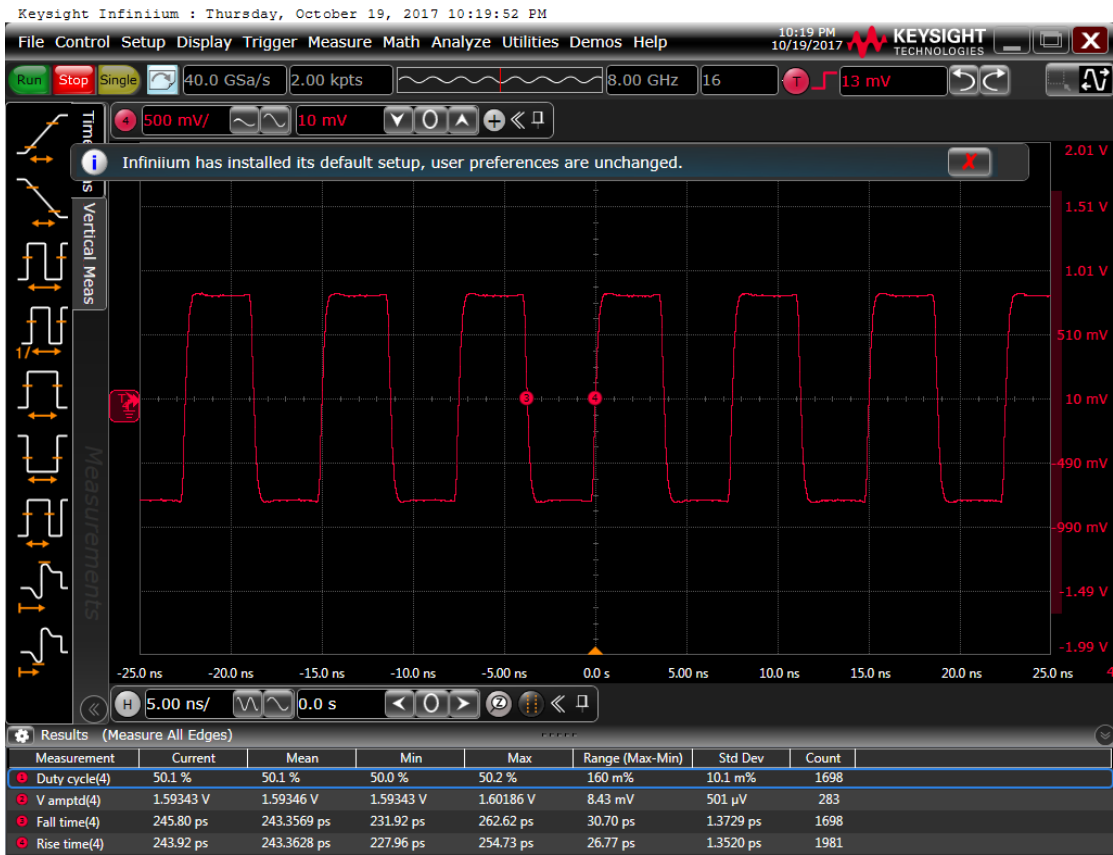 Keysight Infiniium : Thursday, October 19, 2017 10:19:52 PM
File Control Setup Display Trigger Measure Math Analyze Utilities Demos Help
10:19 PM
10/19/2017
KEYSIGHT
TECHNOLOGIES
Run Stop Single 40.0 GSa/s 2.00 kpts 8.00 GHz 16 T 13 mV
4 500 mV/ 10 mV
Infiniium has installed its default setup, user preferences are unchanged.
Vertical Meas
Measurements
1/
2.01 V
1.51 V
1.01 V
510 mV
10 mV
-490 mV
-990 mV
-1.49 V
-1.99 V
3 4
-25.0 ns -20.0 ns -15.0 ns -10.0 ns -5.00 ns 0.0 s 5.00 ns 10.0 ns 15.0 ns 20.0 ns 25.0 ns
H 5.00 ns/ 0.0 s
Results (Measure All Edges)
Measurement Current Mean Min Max Range (Max-Min) Std Dev Count
1 Duty cycle(4) 50.1 % 50.1 % 50.0 % 50.2 % 160 m% 10.1 m% 1698
2 V amptd(4) 1.59343 V 1.59346 V 1.59343 V 1.60186 V 8.43 mV 501 µV 283
3 Fall time(4) 245.80 ps 243.3569 ps 231.92 ps 262.62 ps 30.70 ps 1.3729 ps 1698
4 Rise time(4) 243.92 ps 243.3628 ps 227.96 ps 254.73 ps 26.77 ps 1.3520 ps 1981